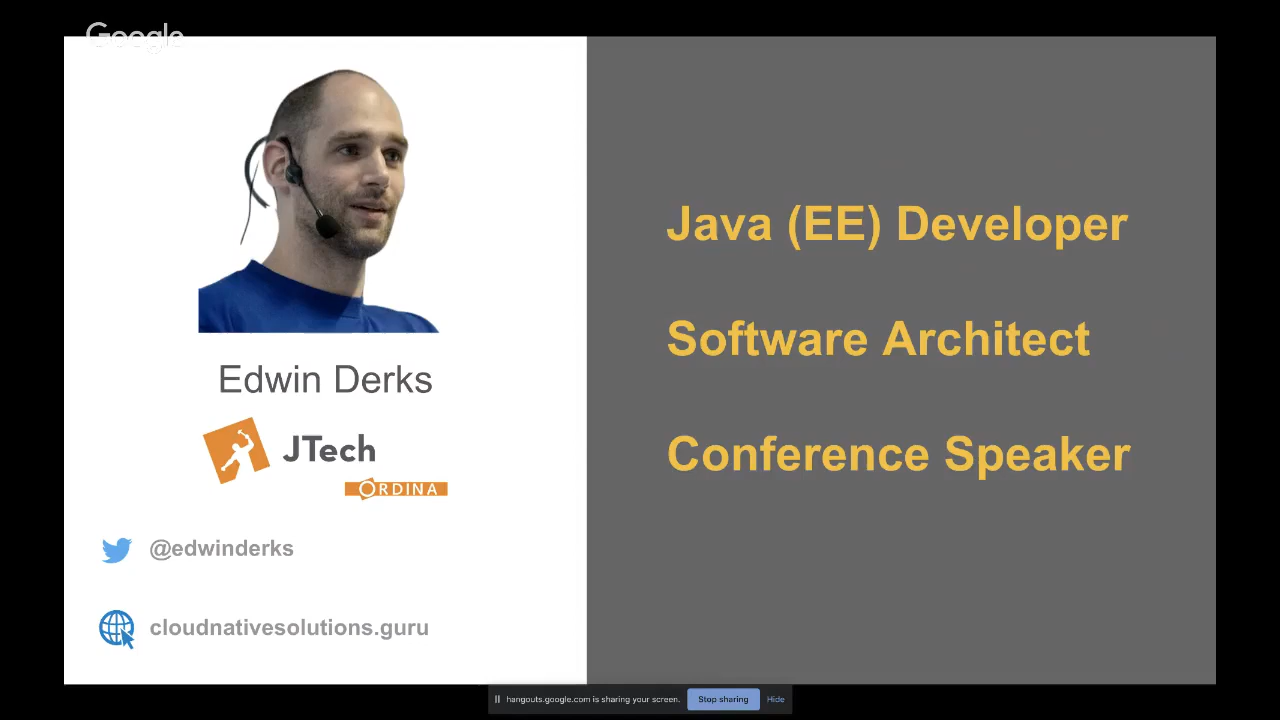 Google
Edwin Derks
JTech
ORDINA
@edwinderks
cloudnativesolutions.guru
Java (EE) Developer
Software Architect
Conference Speaker
hangouts.google.com is sharing your screen.
Stop sharing
Hide